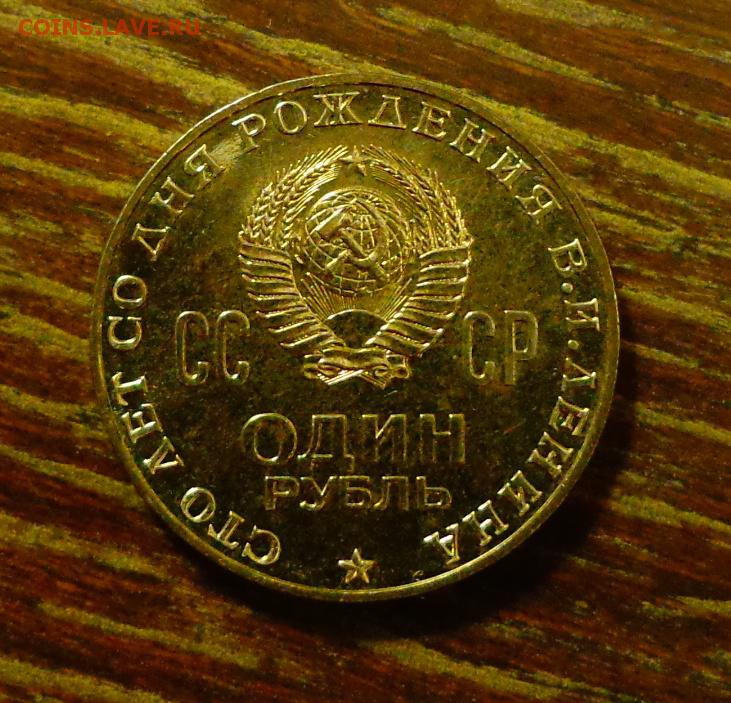 COINS.LAVE.RU
СТО ЛЕТ СО ДНЯ РОЖДЕНИЯ В.И.ЛЕНИНА
СС СР
ОДИН
РУБЛЬ